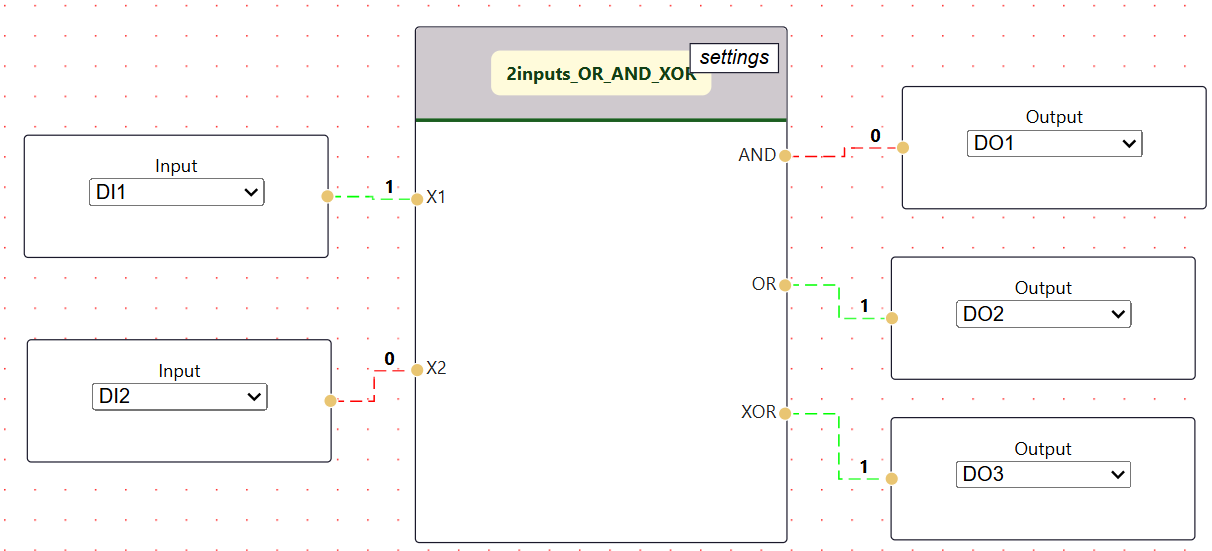 settings
2inputs_OR_AND_XOR
Input
DI1
1
X1
Input
DI2
0
X2
AND
0
Output
DO1
OR
1
Output
DO2
XOR
1
Output
DO3